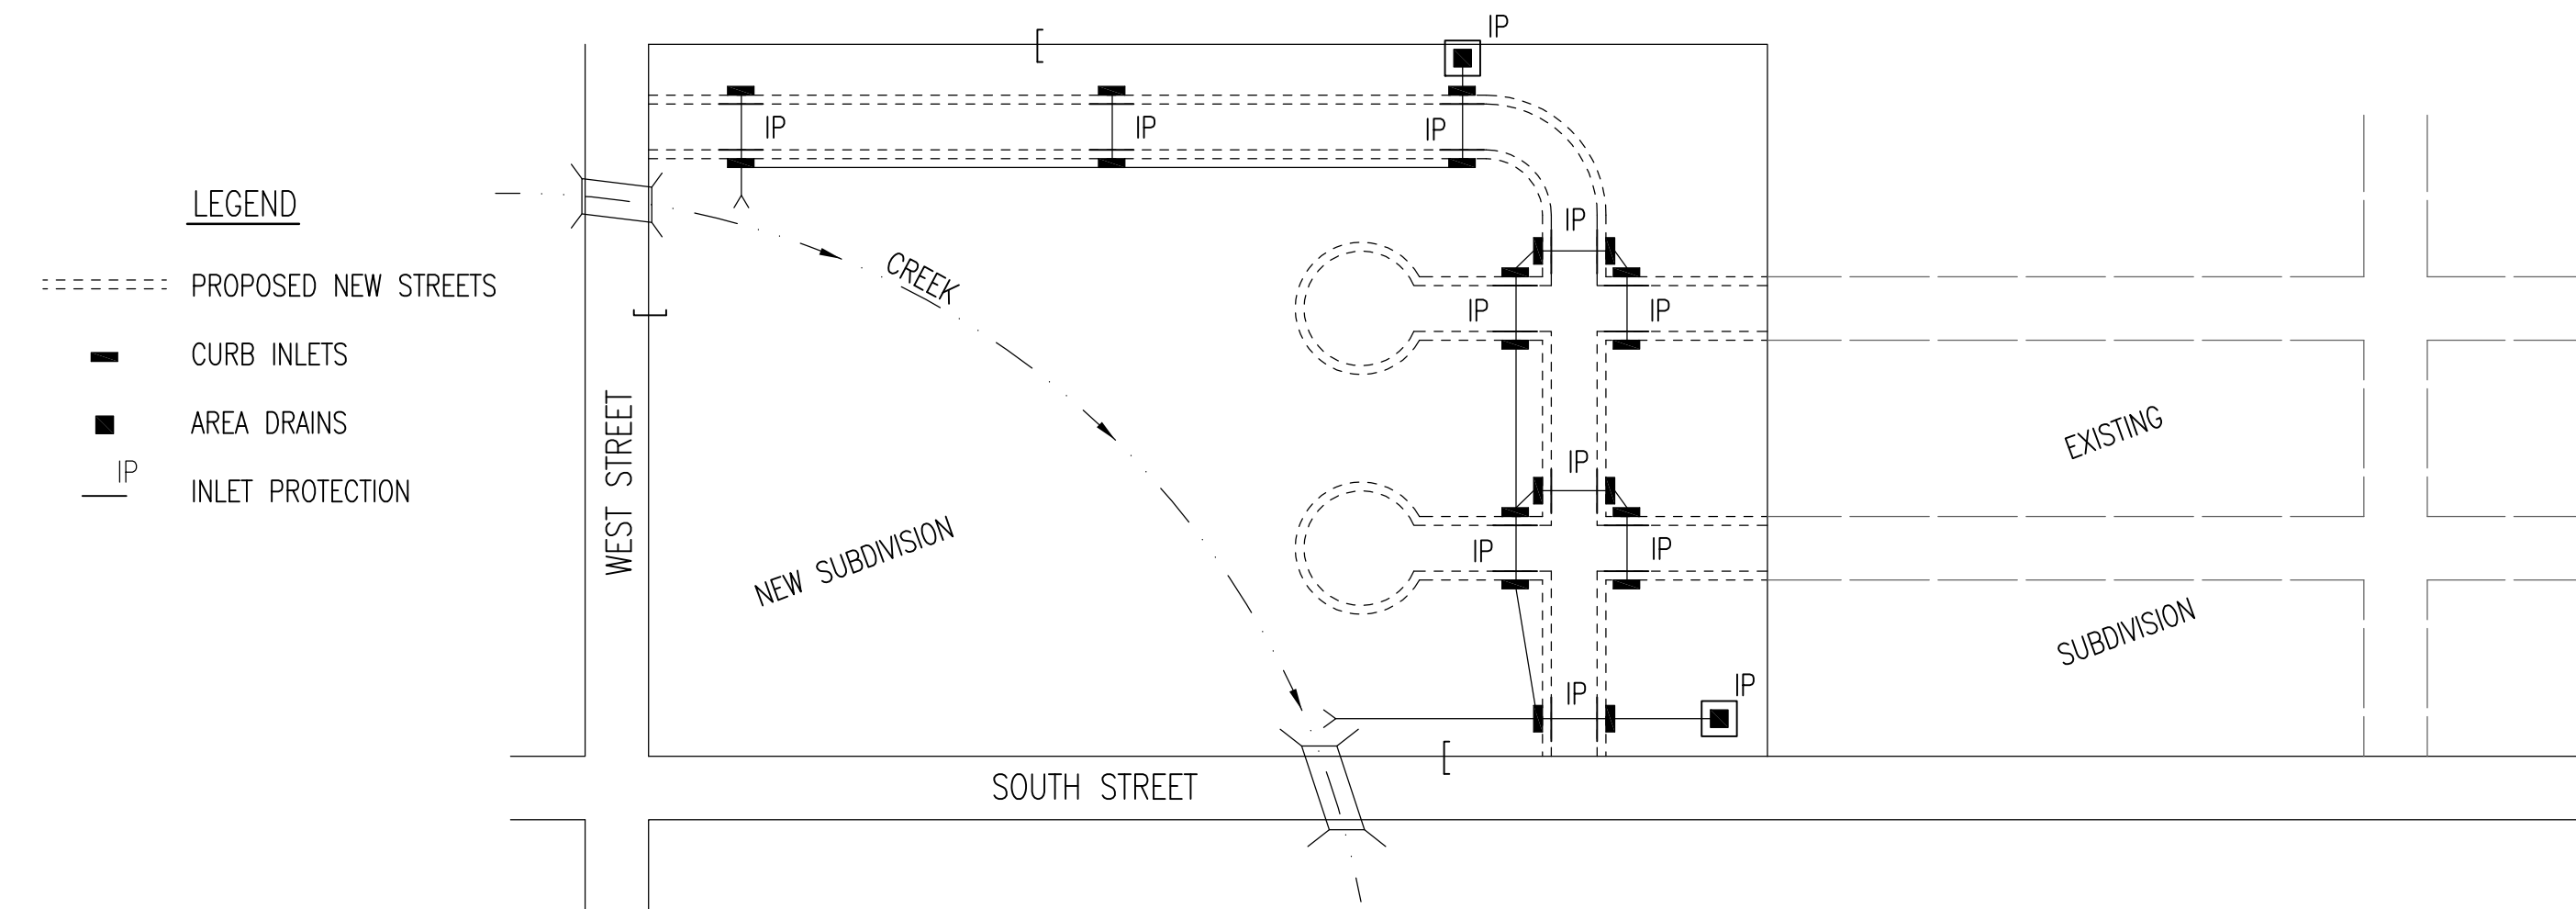 LEGEND
PROPOSED NEW STREETS
CURB INLETS
AREA DRAINS
IP
INLET PROTECTION
IP
IP
IP
IP
IP
IP
IP
CREEK
WEST STREET
NEW SUBDIVISION
IP
IP
IP
IP
IP
SOUTH STREET
EXISTING
SUBDIVISION